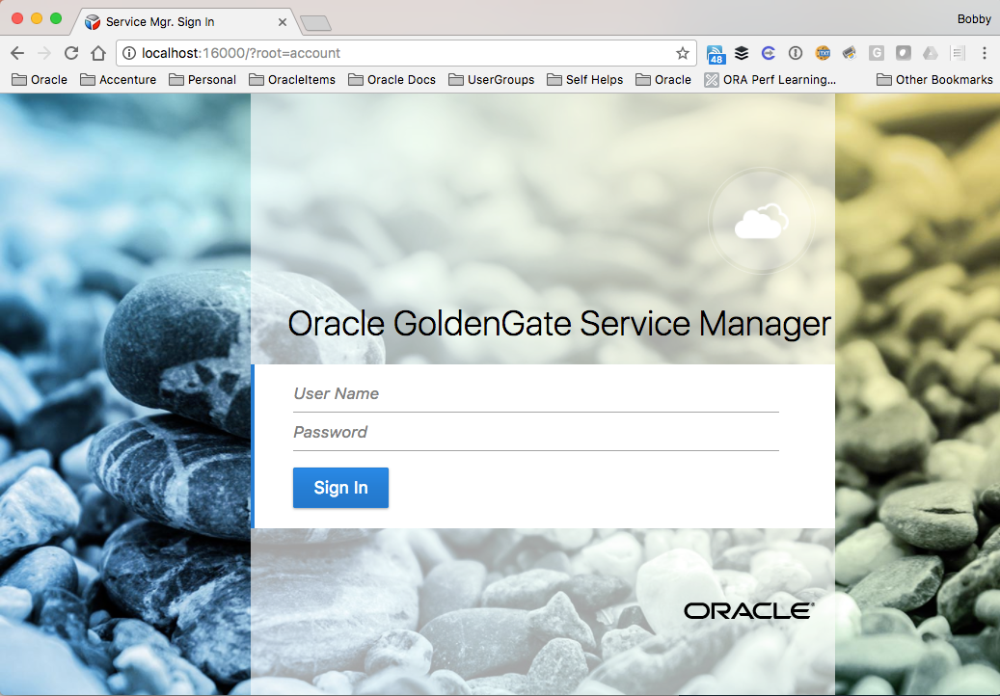 Service Mgr. Sign In
Bobby
localhost:16000/?root=account
48
TXT
G
Oracle Accenture Personal OracleItems Oracle Docs UserGroups Self Helps Oracle ORA Perf Learning... Other Bookmarks
Oracle GoldenGate Service Manager
User Name
Password
Sign In
ORACLE